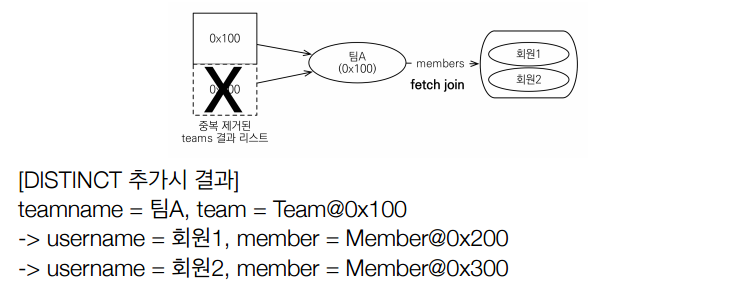 0x100
0x100
팀A
(0x100)
members
fetch join
회원1
회원2
중복 제거된
teams 결과 리스트
[DISTINCT 추가시 결과]
teamname = 팀A, team = Team@0x100
-> username = 회원1, member = Member@0x200
-> username = 회원2, member = Member@0x300